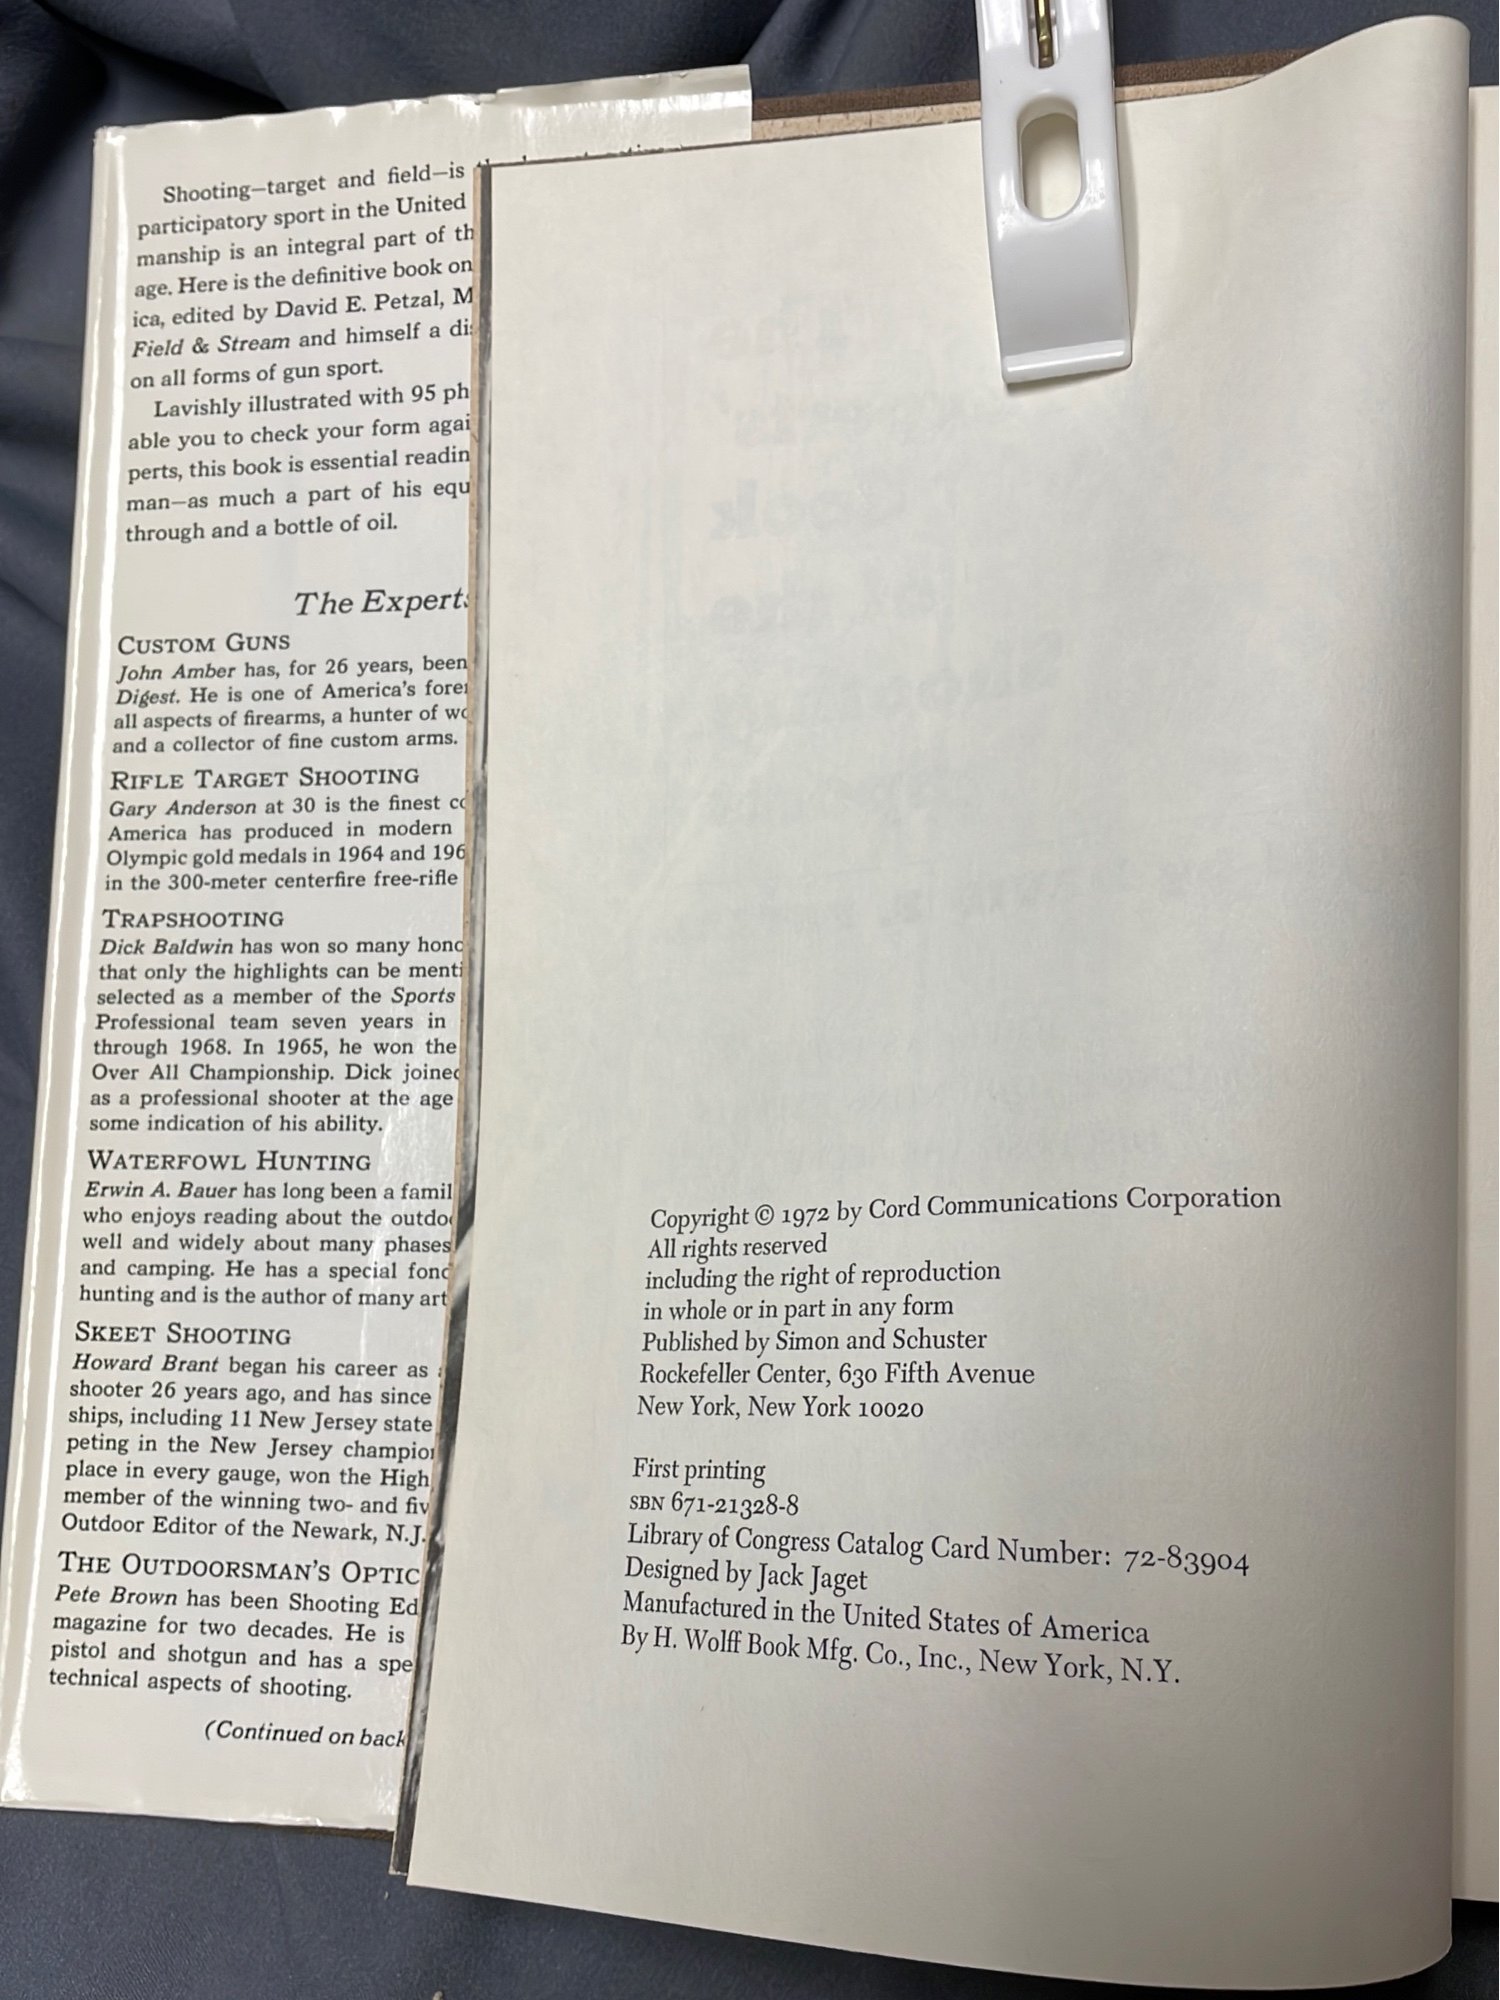 Shooting—target and field—is
participatory sport in the United
manship is an integral part of th
age. Here is the definitive book on
ica, edited by David E. Petzal, M
Field & Stream and himself a di
on all forms of gun sport.
Lavishly illustrated with 95 ph
able you to check your form agai
perts, this book is essential readin
man—as much a part of his equ
through and a bottle of oil.
The Experts
CUSTOM GUNS
John Amber has, for 26 years, been
Digest. He is one of America's fore
all aspects of firearms, a hunter of wo
and a collector of fine custom arms.
RIFLE TARGET SHOOTING
Gary Anderson at 30 is the finest co
America has produced in modern
Olympic gold medals in 1964 and 196
in the 300-meter centerfire free-rifle
TRAPSHOOTING
Dick Baldwin has won so many hono
that only the highlights can be menti
selected as a member of the Sports
Professional team seven years in
through 1968. In 1965, he won the
Over All Championship. Dick joined
as a professional shooter at the age
some indication of his ability.
WATERFOWL HUNTING
Erwin A. Bauer has long been a famil
who enjoys reading about the outdo
well and widely about many phases
and camping. He has a special fond
hunting and is the author of many art
SKEET SHOOTING
Howard Brant began his career as
shooter 26 years ago, and has since
ships, including 11 New Jersey state
peting in the New Jersey champion
place in every gauge, won the High
member of the winning two- and fiv
Outdoor Editor of the Newark, N.J.
THE OUTDOORSMAN'S OPTIC
Pete Brown has been Shooting Ed
magazine for two decades. He is
pistol and shotgun and has a spe
technical aspects of shooting.
(Continued on back
Copyright © 1972 by Cord Communications Corporation
All rights reserved
including the right of reproduction
in whole or in part in any form
Published by Simon and Schuster
Rockefeller Center, 630 Fifth Avenue
New York, New York 10020
First printing
SBN 671-21328-8
Library of Congress Catalog Card Number: 72-83904
Designed by Jack Jaget
Manufactured in the United States of America
By H. Wolff Book Mfg. Co., Inc., New York, N.Y.